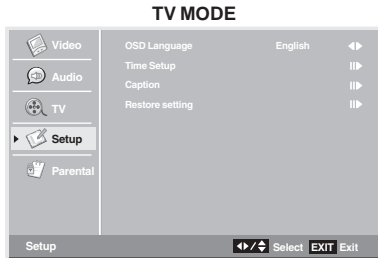 TV MODE
Video
Audio
TV
Setup
Parental
OSD Language English
Time Setup
Caption
Restore setting
Setup
Select EXIT Exit